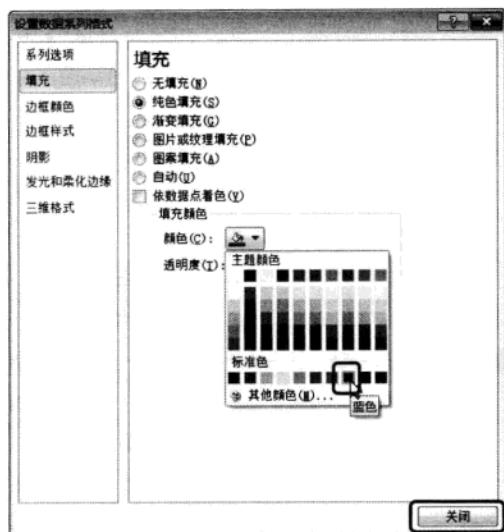 设置数据系列格式
系列选项
填充
边框颜色
边框样式
阴影
发光和柔化边缘
三维格式
填充
无填充(N)
纯色填充(S)
渐变填充(G)
图片或纹理填充(P)
图案填充(A)
自动(U)
依数据点着色(V)
填充颜色
颜色(C):
透明度(T):
主题颜色
标准色
其他颜色(M)...
蓝色
关闭